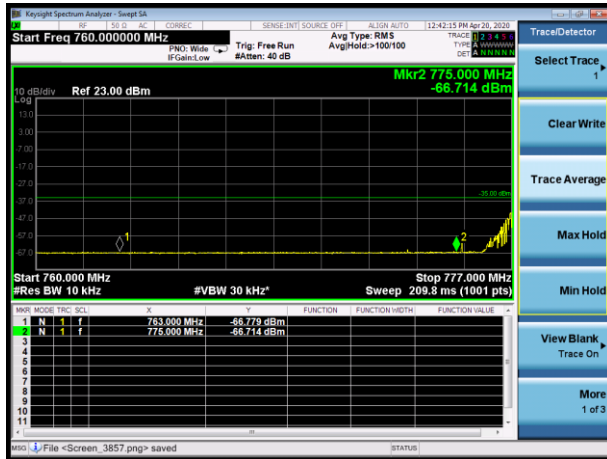 Keysight Spectrum Analyzer - Swept SA
RF 50 Ω AC CORREC SENSE:INT SOURCE OFF ALIGN AUTO 12:42:15 PM Apr 20, 2020
Start Freq 760.000000 MHz
PNO: Wide
IFGain:Low
Trig: Free Run
#Atten: 40 dB
Avg Type: RMS
Avg|Hold:>100/100
TRACE 1 2 3 4 5 6
TYPE A WWWWW
DET A NNNNN
Trace/Detector
Select Trace
1
Clear Write
Trace Average
Max Hold
Min Hold
View Blank
Trace On
More
1 of 3
Mkr2 775.000 MHz
-66.714 dBm
10 dB/div Ref 23.00 dBm
Log
13.0
3.00
-7.00
-17.0
-27.0
-35.00 dBm
-37.0
-47.0
-57.0
-67.0
1
2
Start 760.000 MHz Stop 777.000 MHz
#Res BW 10 kHz #VBW 30 kHz* Sweep 209.8 ms (1001 pts)
MKR MODE TRC SCL X Y FUNCTION FUNCTION WIDTH FUNCTION VALUE
1 N 1 f 763.000 MHz -66.779 dBm
2 N 1 f 775.000 MHz -66.714 dBm
3
4
5
6
7
8
9
10
11
MSG File <Screen_3857.png> saved STATUS